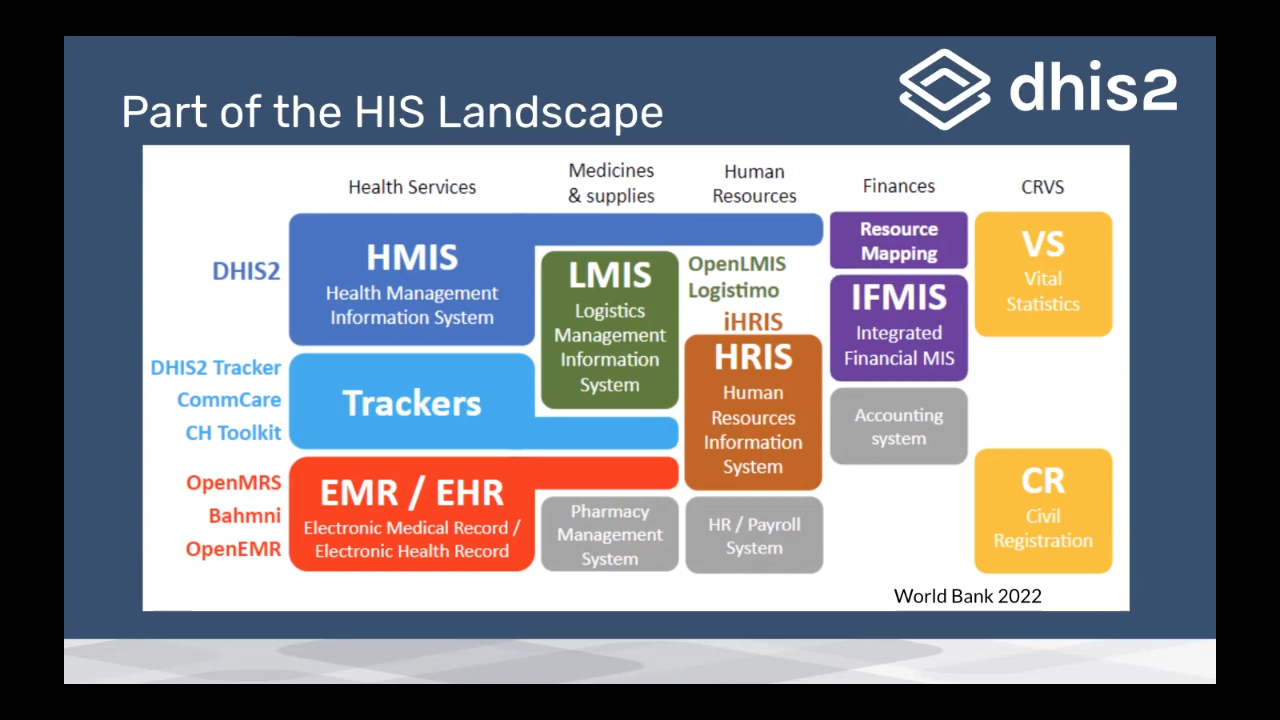 Part of the HIS Landscape
dhis2
Health Services
Medicines
& supplies
Human
Resources
Finances
CRVS
DHIS2
HMIS
Health Management
Information System
LMIS
Logistics
Management
Information
System
OpenLMIS
Logistimo
iHRIS
HRIS
Human
Resources
Information
System
Resource
Mapping
IFMIS
Integrated
Financial MIS
Accounting
system
VS
Vital
Statistics
DHIS2 Tracker
CommCare
CH Toolkit
Trackers
OpenMRS
Bahmni
OpenEMR
EMR / EHR
Electronic Medical Record /
Electronic Health Record
Pharmacy
Management
System
HR / Payroll
System
CR
Civil
Registration
World Bank 2022